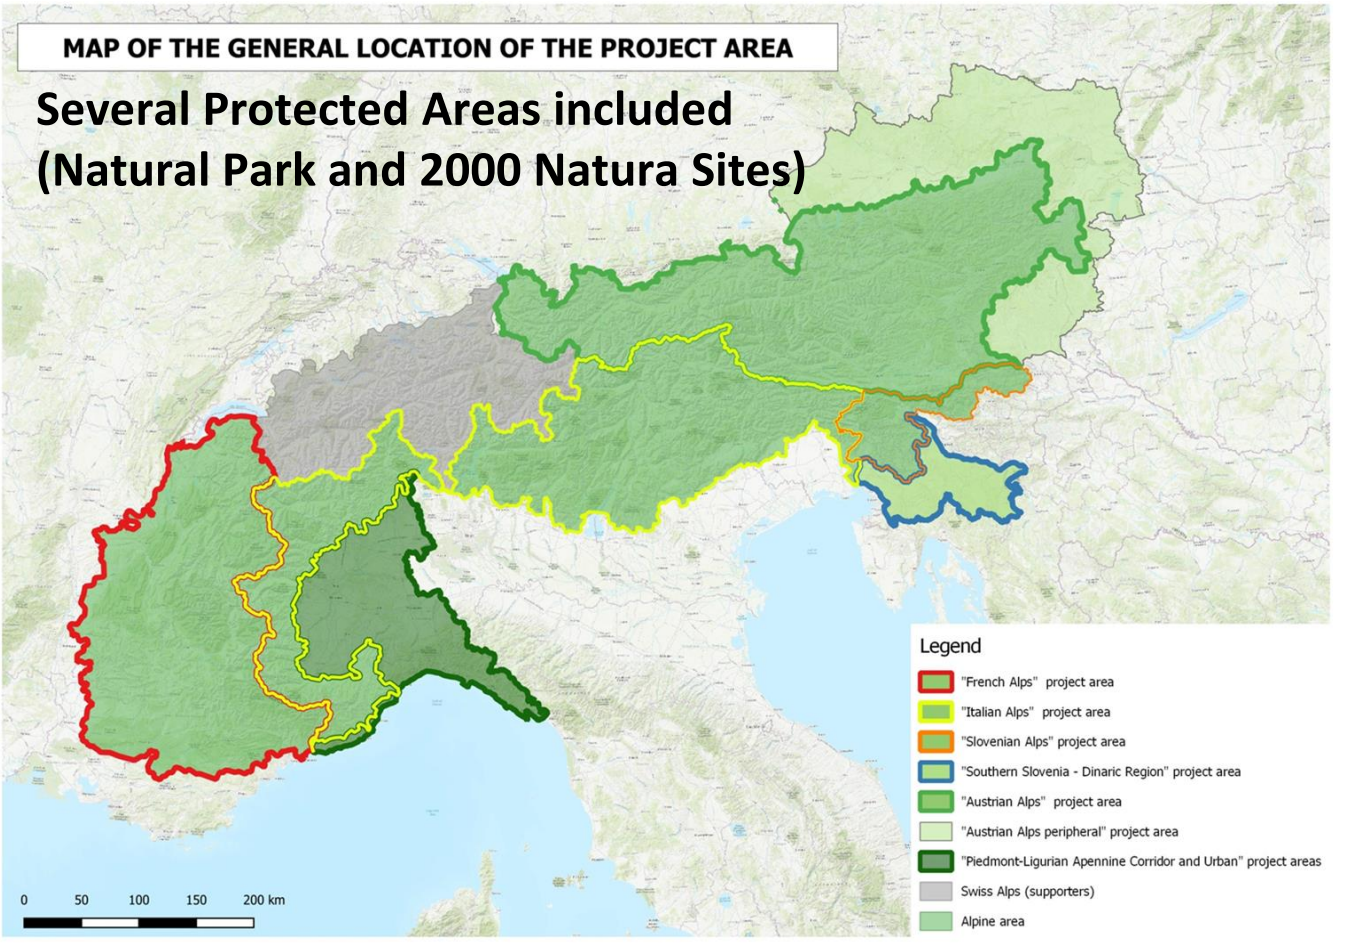 MAP OF THE GENERAL LOCATION OF THE PROJECT AREA
Several Protected Areas included
(Natural Park and 2000 Natura Sites)
Legend
"French Alps" project area
"Italian Alps" project area
"Slovenian Alps" project area
"Southern Slovenia - Dinaric Region" project area
"Austrian Alps" project area
"Austrian Alps peripheral" project area
"Piedmont-Ligurian Apennine Corridor and Urban" project areas
Swiss Alps (supporters)
Alpine area
0 50 100 150 200 km